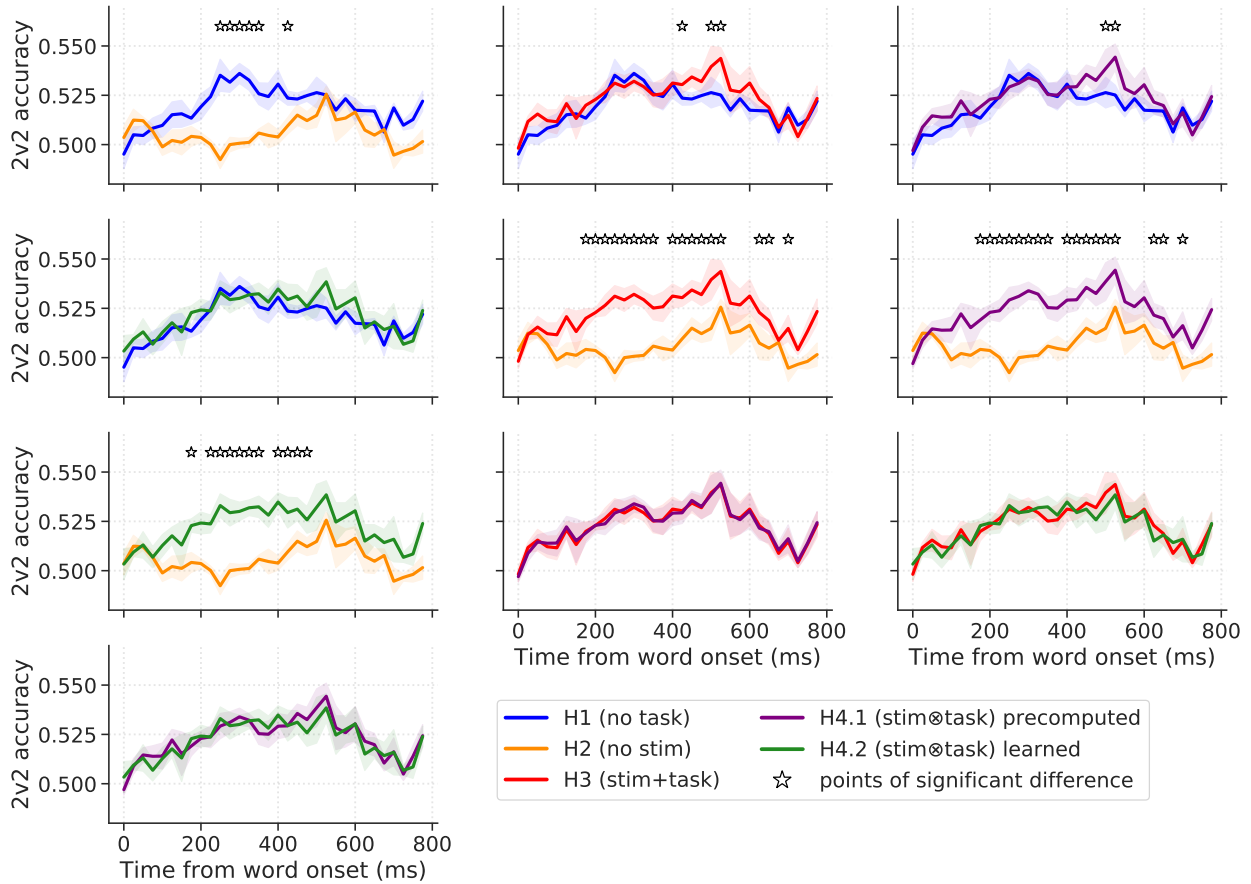 2v2 accuracy
0.550
0.525
0.500
2v2 accuracy
0.550
0.525
0.500
2v2 accuracy
0.550
0.525
0.500
0 200 400 600 800
Time from word onset (ms)
0 200 400 600 800
Time from word onset (ms)
2v2 accuracy
0.550
0.525
0.500
0 200 400 600 800
Time from word onset (ms)
H1 (no task)
H2 (no stim)
H3 (stim+task)
H4.1 (stim⊗task) precomputed
H4.2 (stim⊗task) learned
points of significant difference